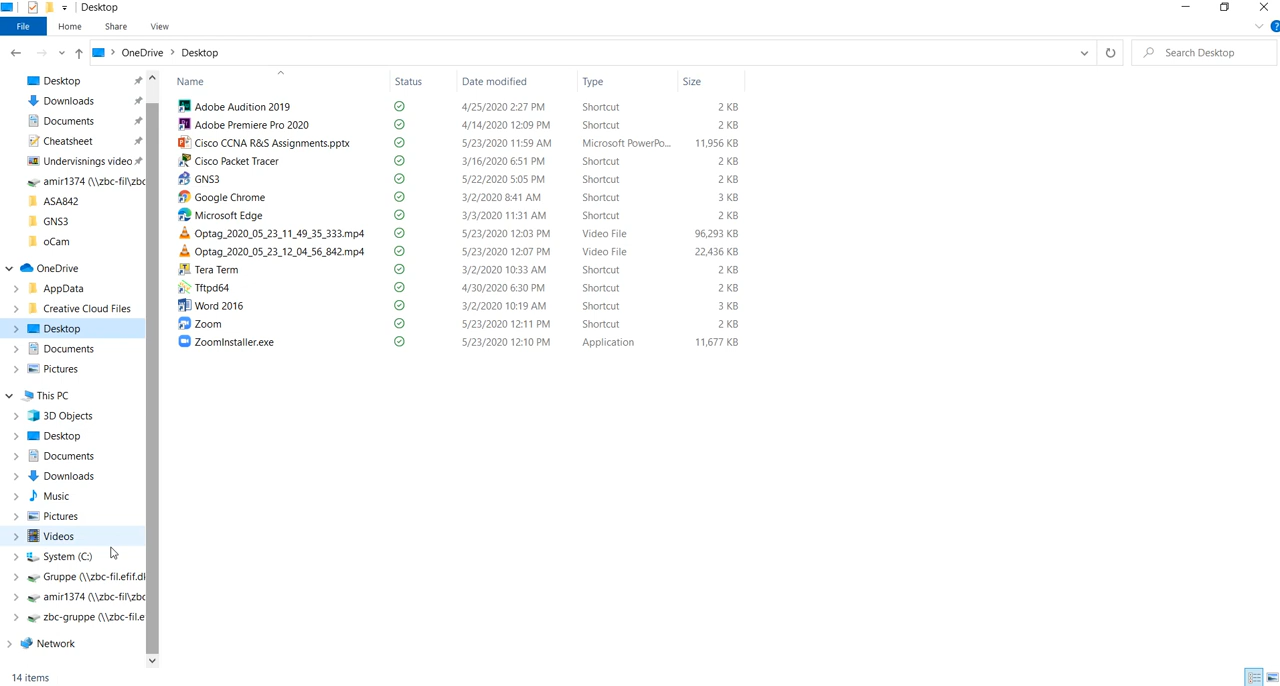 Desktop
File Home Share View
OneDrive Desktop
Search Desktop
Desktop
Downloads
Documents
Cheatsheet
Undervisnings video
amir1374 (\\zbc-fil\zbc
ASA842
GNS3
oCam
OneDrive
AppData
Creative Cloud Files
Desktop
Documents
Pictures
This PC
3D Objects
Desktop
Documents
Downloads
Music
Pictures
Videos
System (C:)
Gruppe (\\zbc-fil.efif.dk
amir1374 (\\zbc-fil\zbc
zbc-gruppe (\\zbc-fil.e
Network
Name Status Date modified Type Size
Adobe Audition 2019 4/25/2020 2:27 PM Shortcut 2 KB
Adobe Premiere Pro 2020 4/14/2020 12:09 PM Shortcut 2 KB
Cisco CCNA R&S Assignments.pptx 5/23/2020 11:59 AM Microsoft PowerPo... 11,956 KB
Cisco Packet Tracer 3/16/2020 6:51 PM Shortcut 2 KB
GNS3 5/22/2020 5:05 PM Shortcut 2 KB
Google Chrome 3/2/2020 8:41 AM Shortcut 3 KB
Microsoft Edge 3/3/2020 11:31 AM Shortcut 2 KB
Optag_2020_05_23_11_49_35_333.mp4 5/23/2020 12:03 PM Video File 96,293 KB
Optag_2020_05_23_12_04_56_842.mp4 5/23/2020 12:07 PM Video File 22,436 KB
Tera Term 3/2/2020 10:33 AM Shortcut 2 KB
Tftpd64 4/30/2020 6:30 PM Shortcut 2 KB
Word 2016 3/2/2020 10:19 AM Shortcut 3 KB
Zoom 5/23/2020 12:11 PM Shortcut 2 KB
ZoomInstaller.exe 5/23/2020 12:10 PM Application 11,677 KB
14 items